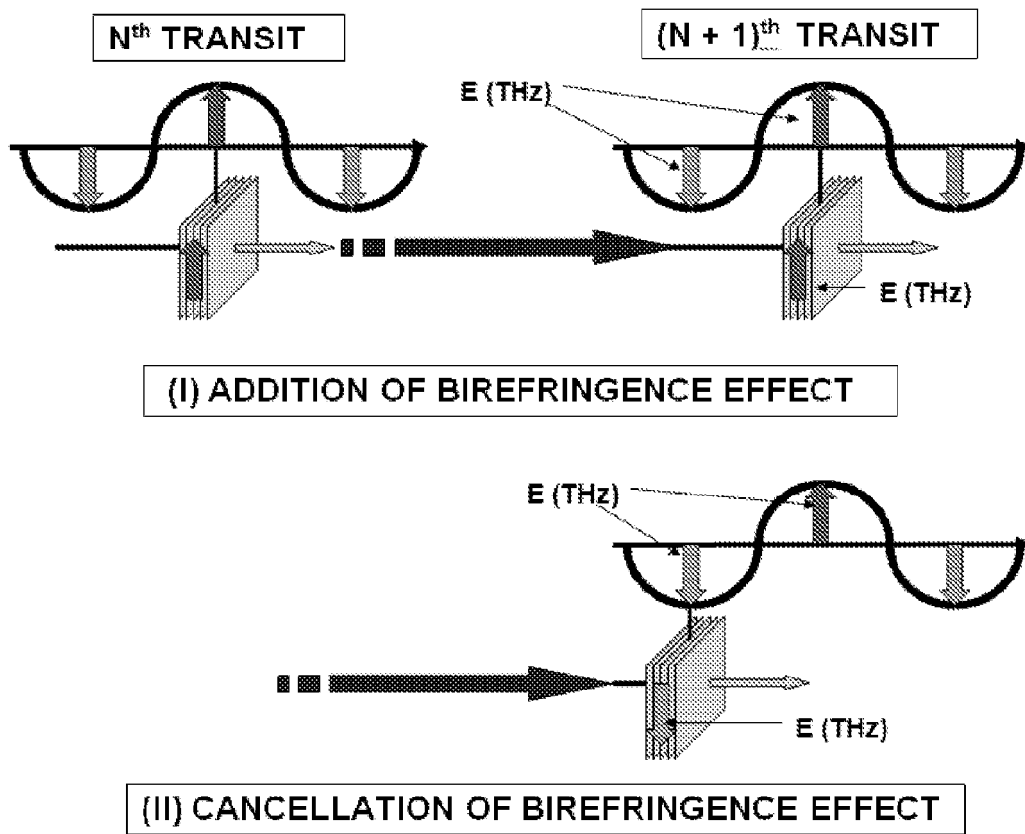 Nth TRANSIT
(N + 1)th TRANSIT
E (THz)
E (THz)
(I) ADDITION OF BIREFRINGENCE EFFECT
E (THz)
E (THz)
(II) CANCELLATION OF BIREFRINGENCE EFFECT